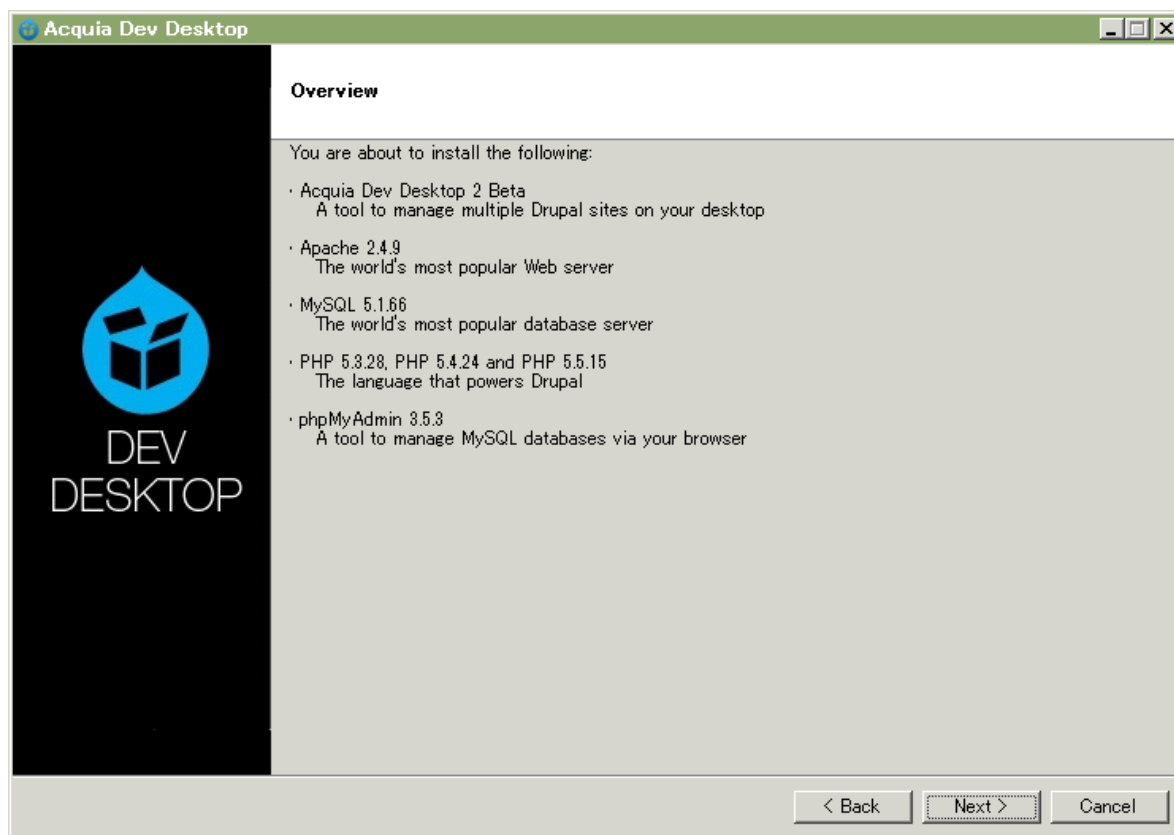 Acquia Dev Desktop
Overview
You are about to install the following:
· Acquia Dev Desktop 2 Beta
A tool to manage multiple Drupal sites on your desktop
· Apache 2.4.9
The world's most popular Web server
· MySQL 5.1.66
The world's most popular database server
· PHP 5.3.28, PHP 5.4.24 and PHP 5.5.15
The language that powers Drupal
· phpMyAdmin 3.5.3
A tool to manage MySQL databases via your browser
DEV
DESKTOP
< Back Next > Cancel